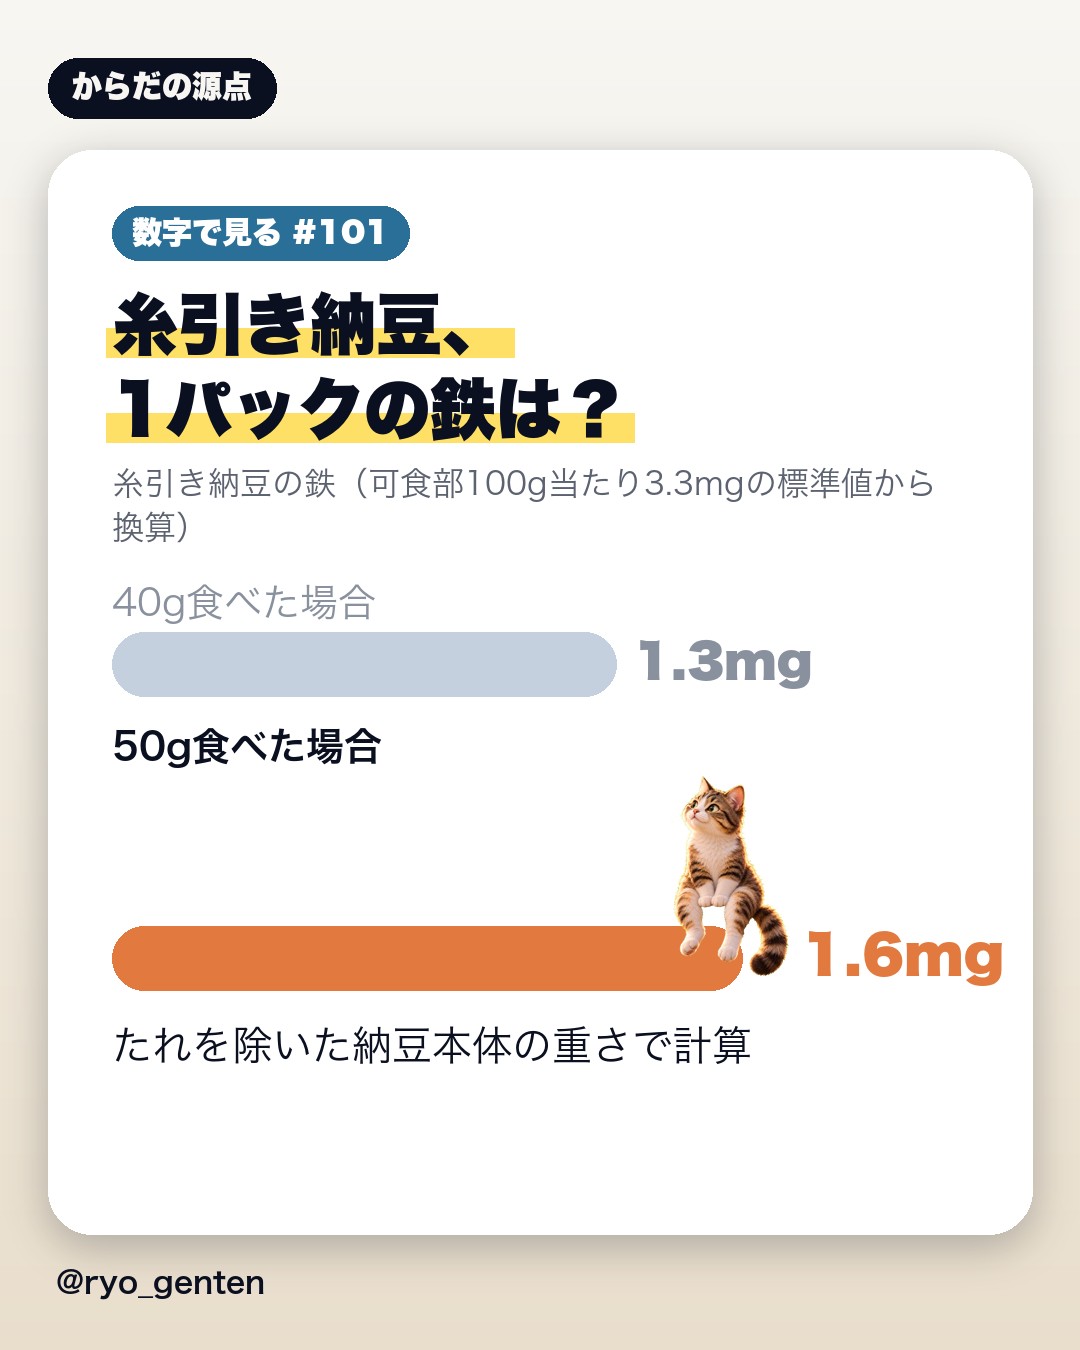 からだの源点
数字で見る #101
糸引き納豆、
1パックの鉄は？
糸引き納豆の鉄（可食部100g当たり3.3mgの標準値から
換算）
40g食べた場合
1.3mg
50g食べた場合
1.6mg
たれを除いた納豆本体の重さで計算
@ryo_genten